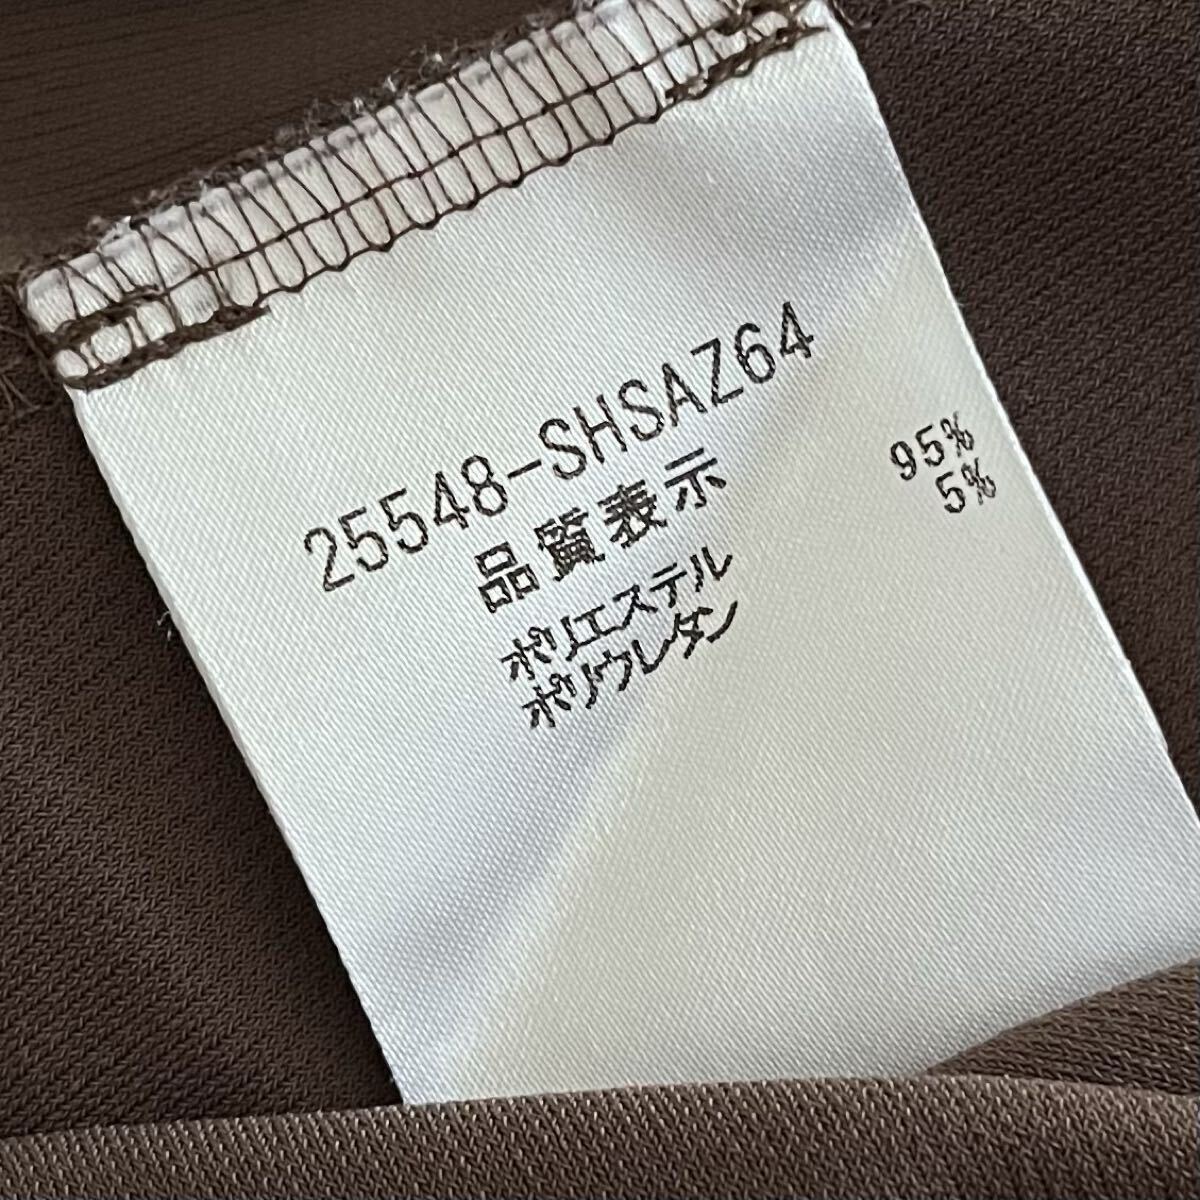 25548-SHSAZ64
品質表示
ポリエステル 95%
ポリウレタン 5%